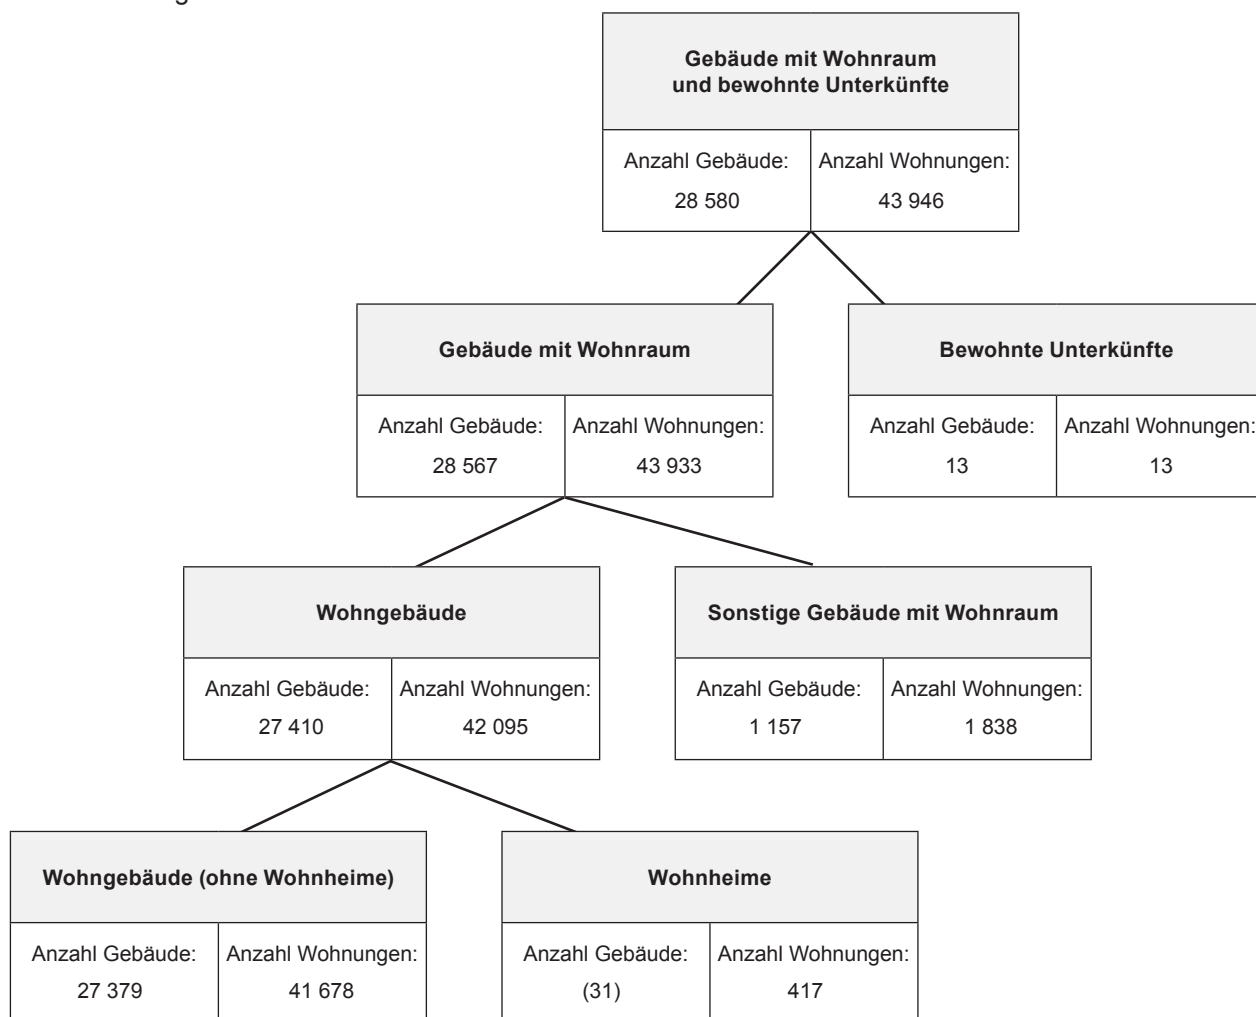 Gebäude mit Wohnraum
und bewohnte Unterkünfte
Anzahl Gebäude: Anzahl Wohnungen:
28 580 43 946
Gebäude mit Wohnraum
Anzahl Gebäude: Anzahl Wohnungen:
28 567 43 933
Bewohnte Unterkünfte
Anzahl Gebäude: Anzahl Wohnungen:
13 13
Wohngebäude
Anzahl Gebäude: Anzahl Wohnungen:
27 410 42 095
Sonstige Gebäude mit Wohnraum
Anzahl Gebäude: Anzahl Wohnungen:
1 157 1 838
Wohngebäude (ohne Wohnheime)
Anzahl Gebäude: Anzahl Wohnungen:
27 379 41 678
Wohnheime
Anzahl Gebäude: Anzahl Wohnungen:
(31) 417